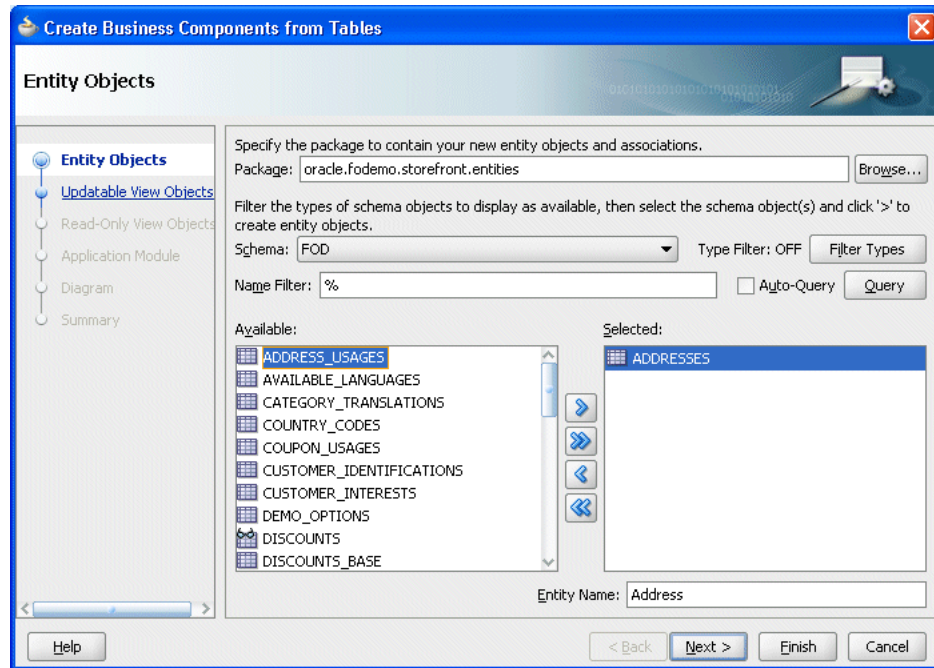 Create Business Components from Tables
Entity Objects
Entity Objects
Updatable View Objects
Read-Only View Objects
Application Module
Diagram
Summary
Specify the package to contain your new entity objects and associations.
Package: oracle.fodemo.storefront.entities Browse...
Filter the types of schema objects to display as available, then select the schema object(s) and click '>' to
create entity objects.
Schema: FOD Type Filter: OFF Filter Types
Name Filter: % Auto-Query Query
Available: Selected:
ADDRESS_USAGES ADDRESSES
AVAILABLE_LANGUAGES
CATEGORY_TRANSLATIONS
COUNTRY_CODES
COUPON_USAGES
CUSTOMER_IDENTIFICATIONS
CUSTOMER_INTERESTS
DEMO_OPTIONS
DISCOUNTS
DISCOUNTS_BASE
Entity Name: Address
Help < Back Next > Finish Cancel